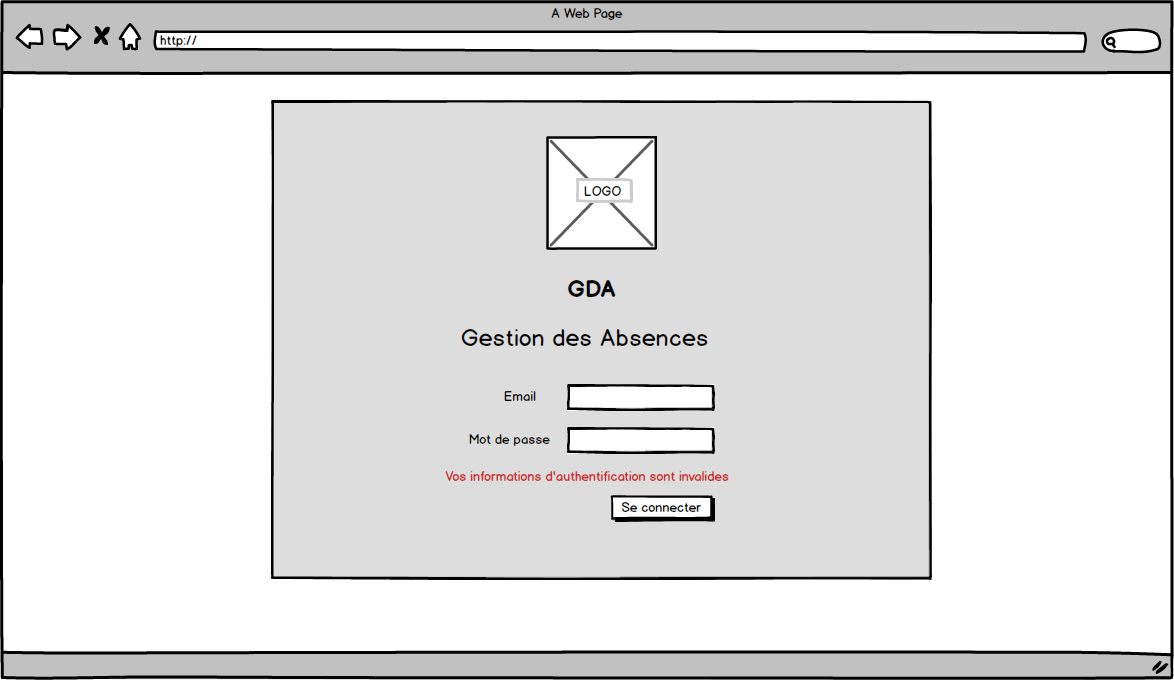 A Web Page
http://
LOGO
GDA
Gestion des Absences
Email
Mot de passe
Vos informations d'authentification sont invalides
Se connecter